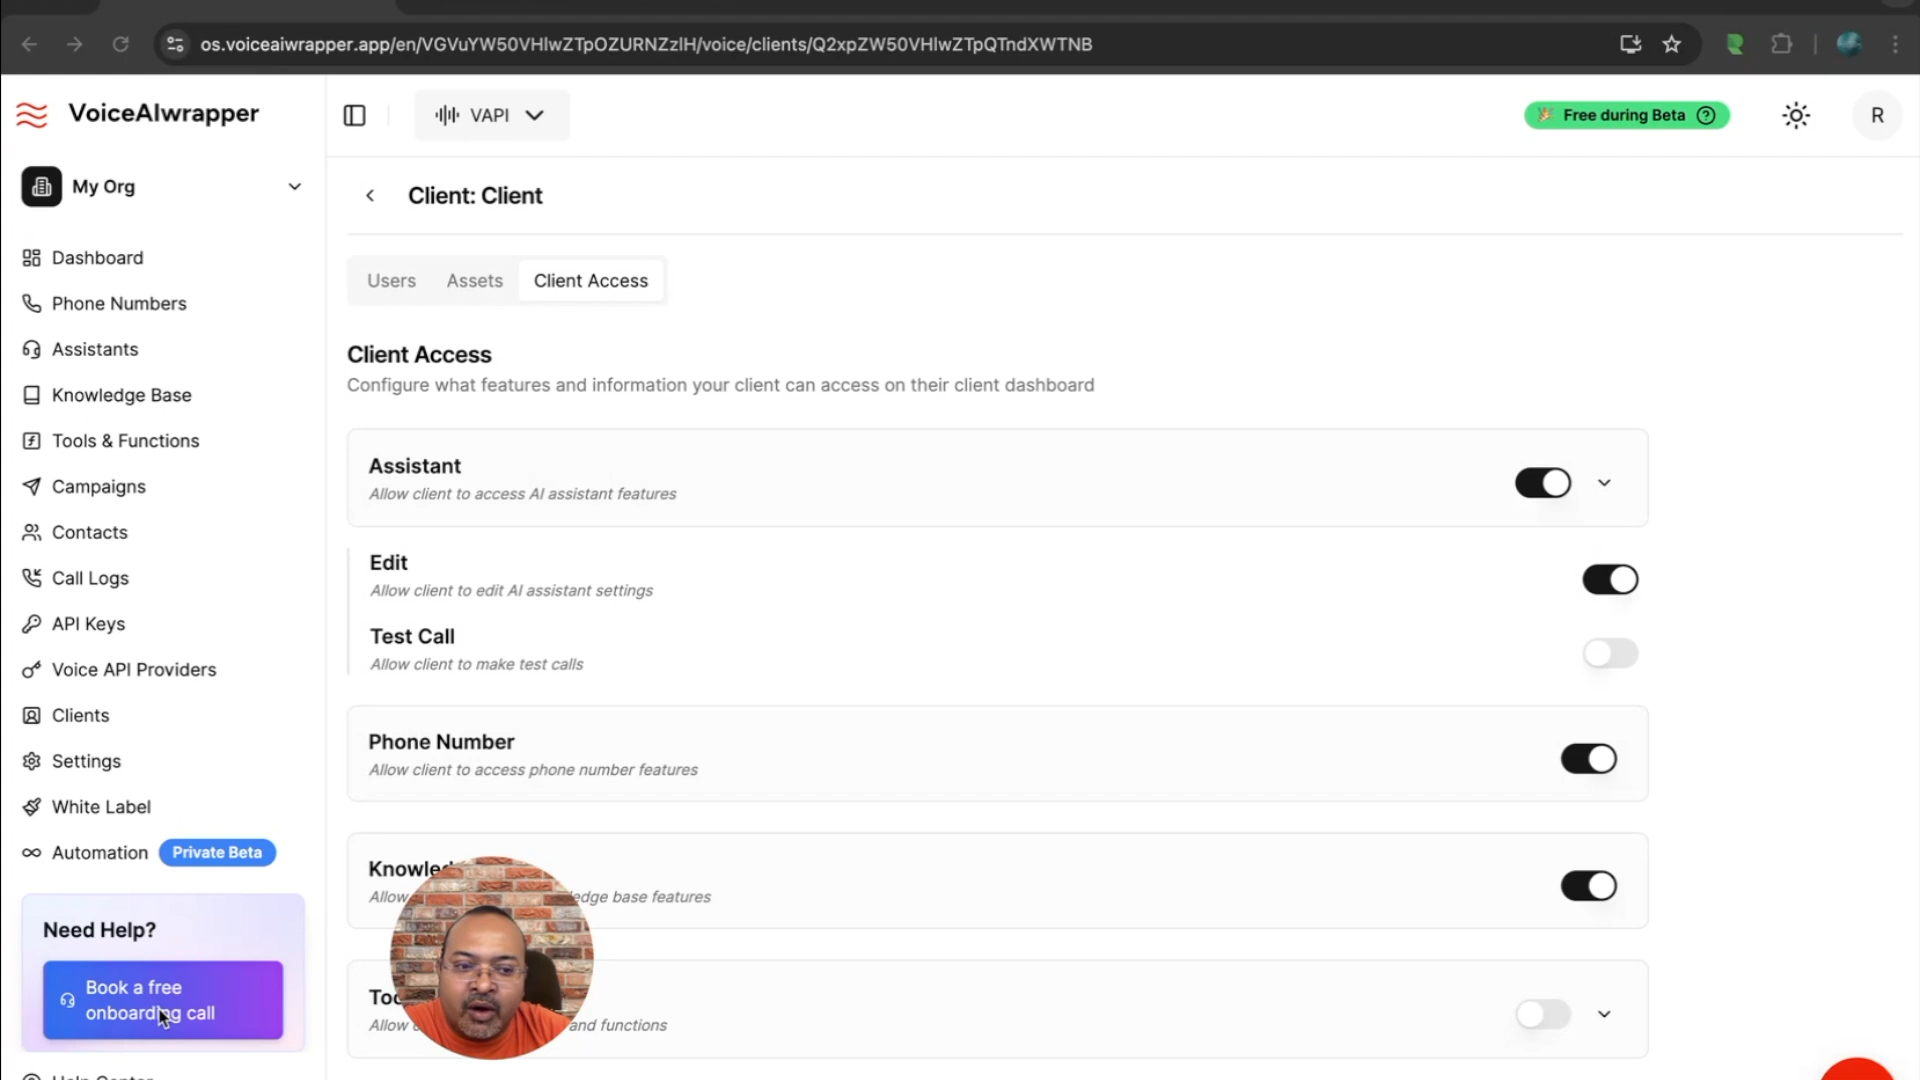 os.voiceaiwrapper.app/en/VGVuYW50VHlwZTpOZURNZzlH/voice/clients/Q2xpZW50VHlwZTpQTndXWTNB
VoiceAIwrapper
VAPI
Free during Beta
R
My Org
Client: Client
Dashboard
Phone Numbers
Assistants
Knowledge Base
Tools & Functions
Campaigns
Contacts
Call Logs
API Keys
Voice API Providers
Clients
Settings
White Label
Automation Private Beta
Need Help?
Book a free
onboarding call
Users Assets Client Access
Client Access
Configure what features and information your client can access on their client dashboard
Assistant
Allow client to access AI assistant features
Edit
Allow client to edit AI assistant settings
Test Call
Allow client to make test calls
Phone Number
Allow client to access phone number features
Allow base features
Allow and functions